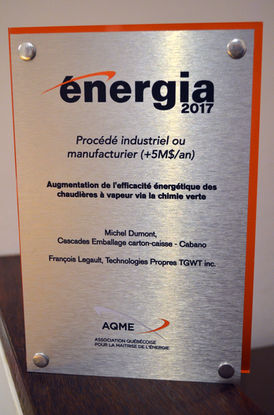 énergia
2017
Procédé industriel ou
manufacturier (+5M$/an)
Augmentation de l'efficacité énergétique des
chaudières à vapeur via la chimie verte
Michel Dumont,
Cascades Emballage carton-caisse - Cabano
François Legault, Technologies Propres TGWT inc.
AQME
ASSOCIATION QUÉBÉCOISE
POUR LA MAITRISE DE L'ÉNERGIE